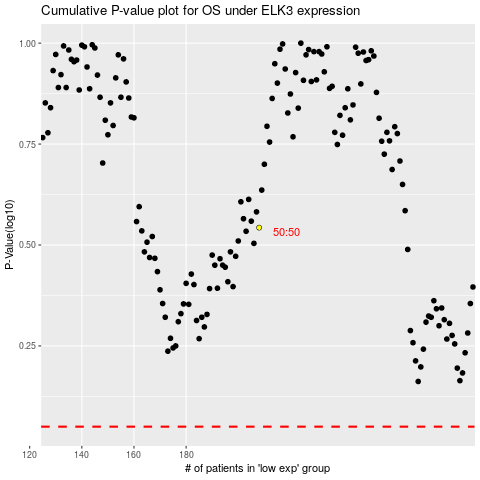 Cumulative P-value plot for OS under ELK3 expression
P-Value(log10)
1.00
0.75
0.50
0.25
50:50
120 140 160 180
# of patients in 'low exp' group